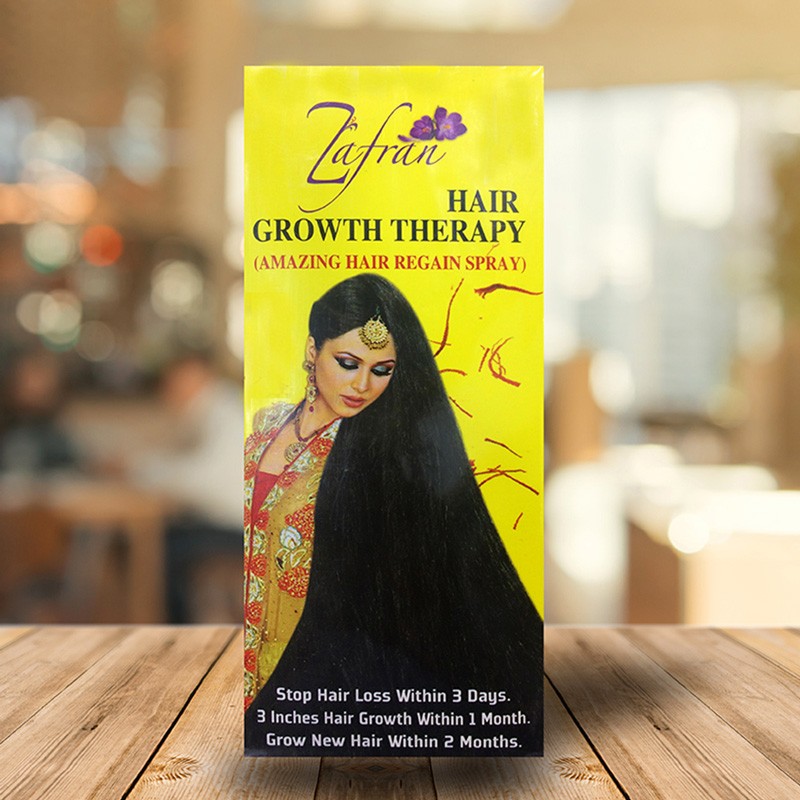 Zafran
HAIR
GROWTH THERAPY
(AMAZING HAIR REGAIN SPRAY)
Stop Hair Loss Within 3 Days.
3 Inches Hair Growth Within 1 Month.
Grow New Hair Within 2 Months.